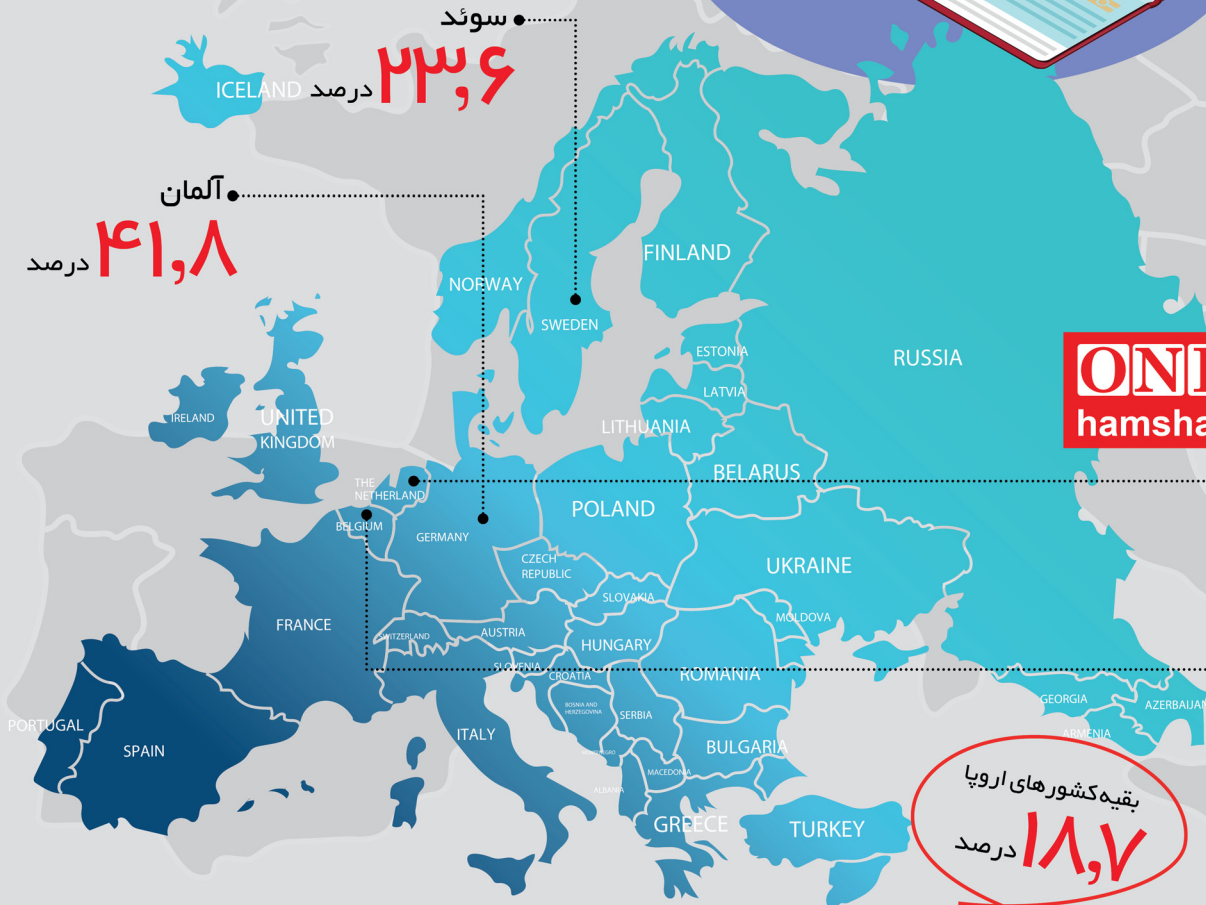 سوئد
۲۳,۶ درصد
ICELAND
آلمان
۴۱,۸ درصد
FINLAND
NORWAY
SWEDEN
ESTONIA
RUSSIA
LATVIA
IRELAND
UNITED
KINGDOM
LITHUANIA
BELARUS
THE
NETHERLAND
POLAND
BELGIUM
GERMANY
CZECH
REPUBLIC
UKRAINE
SLOVAKIA
MOLDOVA
FRANCE
SWITZERLAND
AUSTRIA
HUNGARY
SLOVENIA
CROATIA
ROMANIA
GEORGIA
AZERBAIJAN
BOSNIA AND
HERZEGOVINA
SERBIA
PORTUGAL
SPAIN
ITALY
ARMENIA
BULGARIA
MONTENEGRO
MACEDONIA
ALBANIA
GREECE
TURKEY
بقیه کشورهای اروپا
۱۸,۷ درصد